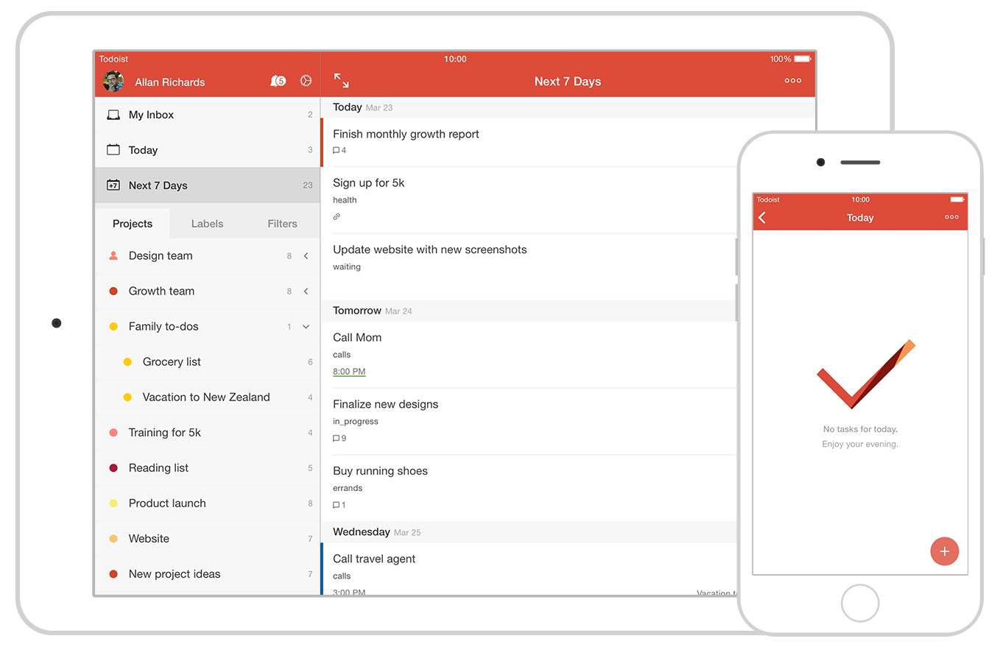 Todoist
10:00
100%
Allan Richards
5
Next 7 Days
My Inbox 2
Today 3
+7 Next 7 Days 23
Projects Labels Filters
Design team 8
Growth team 8
Family to-dos 1
Grocery list 6
Vacation to New Zealand 4
Training for 5k 4
Reading list 5
Product launch 8
Website 7
New project ideas 7
Today Mar 23
Finish monthly growth report
4
Sign up for 5k
health
Update website with new screenshots
waiting
Tomorrow Mar 24
Call Mom
calls
8:00 PM
Finalize new designs
in_progress
9
Buy running shoes
errands
1
Wednesday Mar 25
Call travel agent
calls
3:00 PM
Vacation t
Todoist
10:00
Today
No tasks for today.
Enjoy your evening.